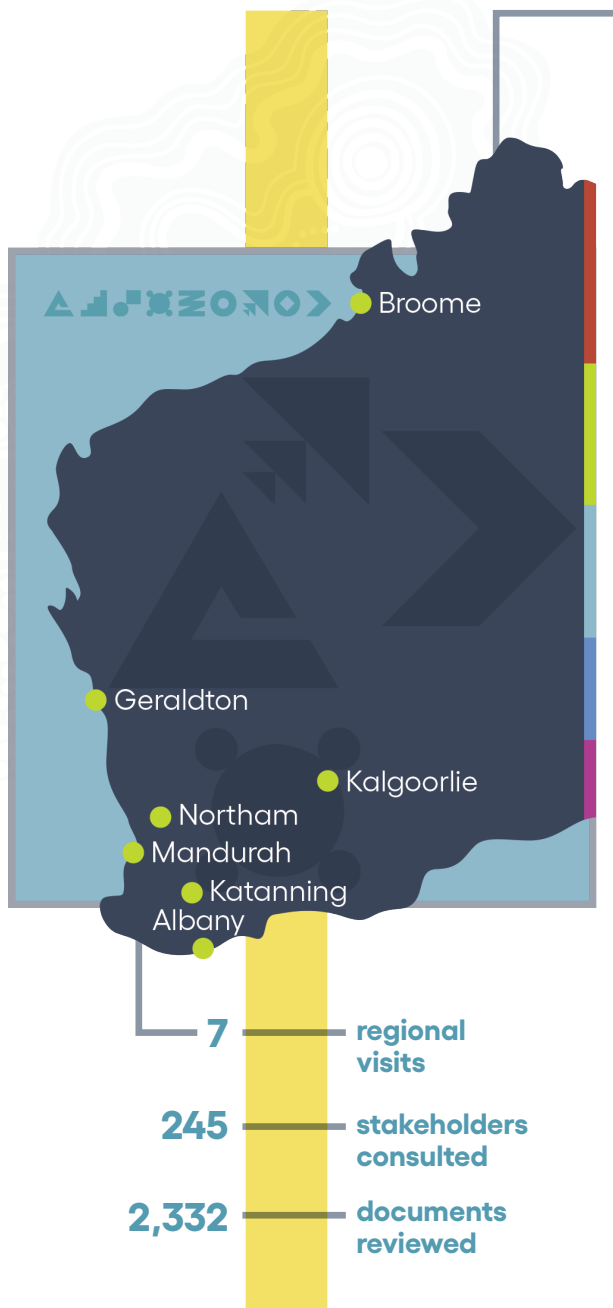 Broome
Geraldton
Kalgoorlie
Northam
Mandurah
Katanning
Albany
7 regional
visits
245 stakeholders
consulted
2,332 documents
reviewed